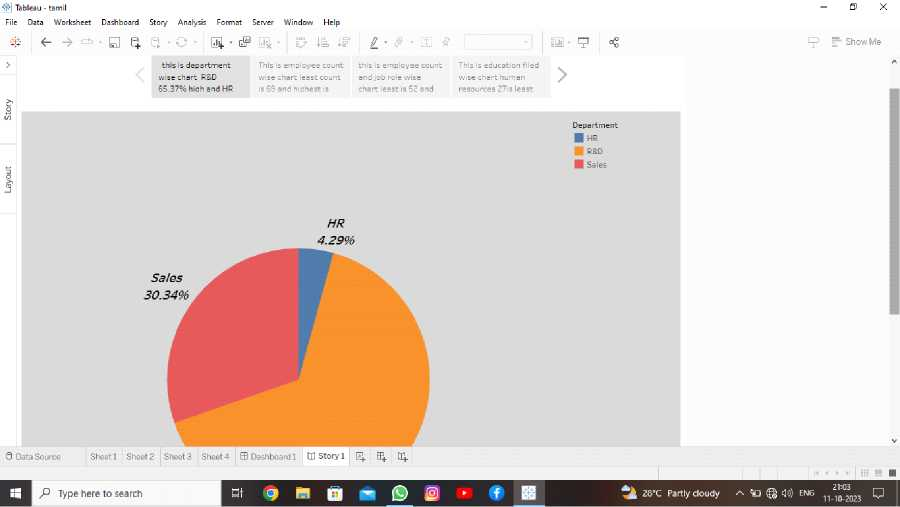 Tableau - tamil
File Data Worksheet Dashboard Story Analysis Format Server Window Help
Show Me
this is department
wise chart R&D
65.37% high and HR
This is employee count
wise chart least count
is 69 and highest is
this is employee count
and job role wise
chart least is 52 and
This is education filed
wise chart human
resources 27is least
Story
Layout
Department
HR
R&D
Sales
HR
4.29%
Sales
30.34%
Data Source Sheet 1 Sheet 2 Sheet 3 Sheet 4 Dashboard 1 Story 1
Type here to search
28°C Partly cloudy
ENG
21:03
11-10-2023